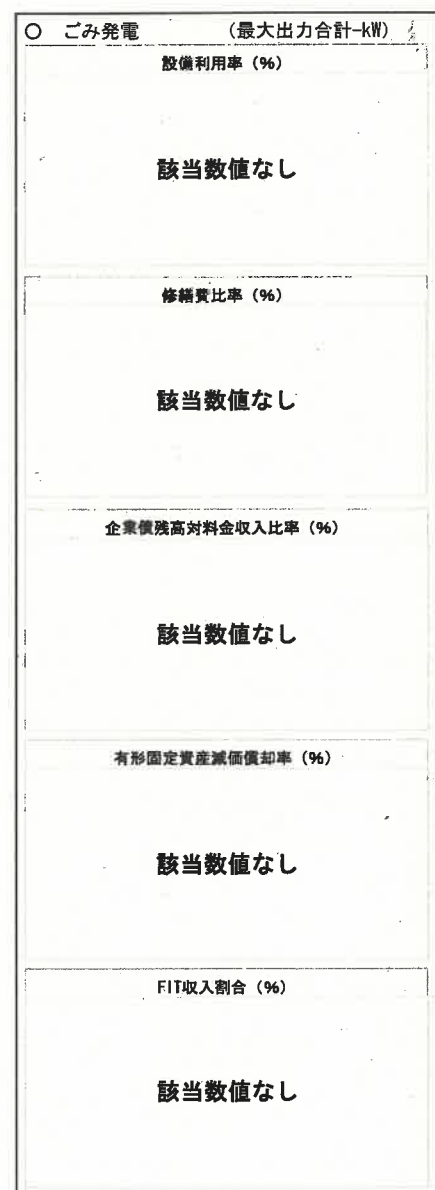 ○ ごみ発電 (最大出力合計-kW)
設備利用率 (%)
該当数値なし
修繕費比率 (%)
該当数値なし
企業債残高対料金収入比率 (%)
該当数値なし
有形固定資産減価償却率 (%)
該当数値なし
FIT収入割合 (%)
該当数値なし